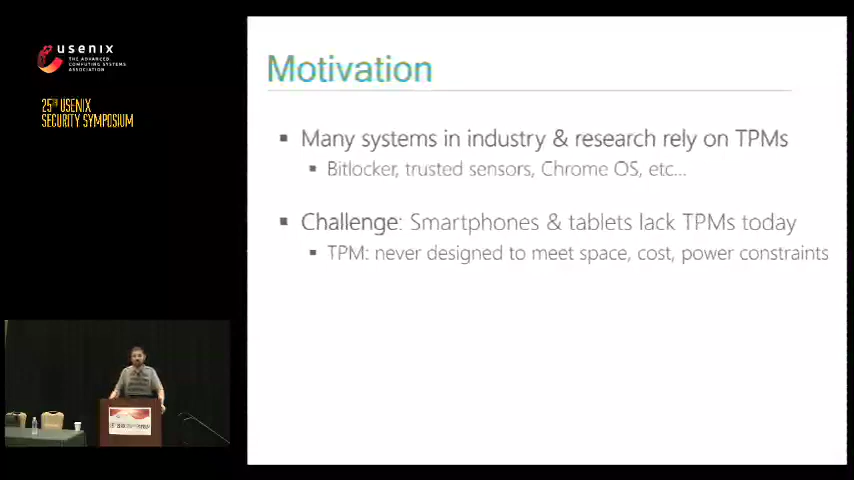 usenix
THE ADVANCED
COMPUTING SYSTEMS
ASSOCIATION
25TH USENIX
SECURITY SYMPOSIUM
Motivation
Many systems in industry & research rely on TPMs
Bitlocker, trusted sensors, Chrome OS, etc...
Challenge: Smartphones & tablets lack TPMs today
TPM: never designed to meet space, cost, power constraints